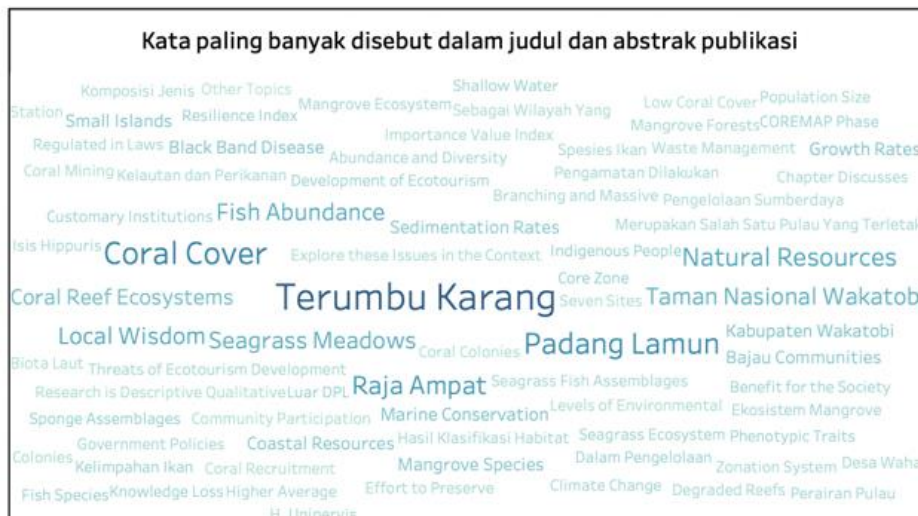 Kata paling banyak disebut dalam judul dan abstrak publikasi
Shallow Water
Komposisi Jenis Other Topics
Low Coral Cover Population Size
Station Small Islands Resilience Index Mangrove Ecosystem Sebagai Wilayah Yang
Mangrove Forests COREMAP Phase
Importance Value Index
Regulated in Laws Black Band Disease Abundance and Diversity Spesies Ikan Waste Management Growth Rates
Coral Mining Kelautan dan Perikanan Development of Ecotourism Pengamatan Dilakukan Chapter Discusses
Branching and Massive Pengelolaan Sumberdaya
Customary Institutions Fish Abundance Sedimentation Rates Merupakan Salah Satu Pulau Yang Terletak
Isis Hippuris Coral Cover Explore these Issues in the Context Indigenous People Natural Resources
Core Zone
Coral Reef Ecosystems Terumbu Karang Seven Sites Taman Nasional Wakatob
Local Wisdom Seagrass Meadows Coral Colonies Padang Lamun Kabupaten Wakatobi
Bajau Communities
Biota Laut Threats of Ecotourism Development
Raja Ampat Seagrass Fish Assemblages Benefit for the Society
Research is Descriptive Qualitative Luar DPL
Sponge Assemblages Community Participation Marine Conservation Levels of Environmental Ekosistem Mangrove
Government Policies Coastal Resources Hasil Klasifikasi Habitat Seagrass Ecosystem Phenotypic Traits
Colonies Kelimpahan Ikan Coral Recruitment Mangrove Species Dalam Pengelolaan Zonation System Desa Waha
Fish Species Knowledge Loss Higher Average Effort to Preserve Climate Change Degraded Reefs Perairan Pulau
H. Unipervis